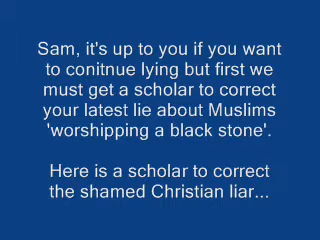 Sam, it's up to you if you want
to conitnue lying but first we
must get a scholar to correct
your latest lie about Muslims
'worshipping a black stone'.
Here is a scholar to correct
the shamed Christian liar...